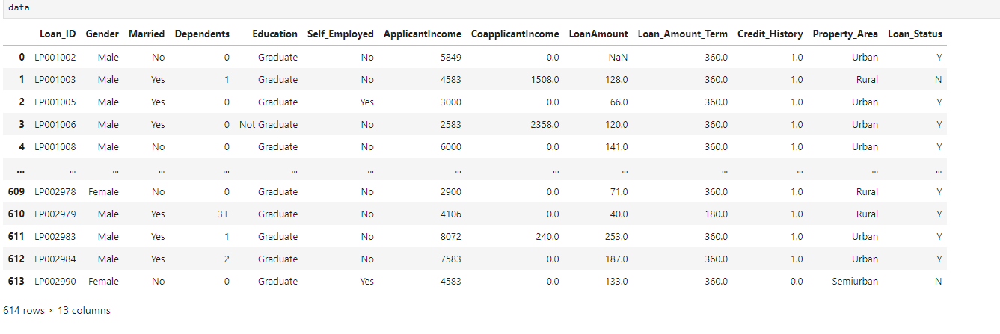 data
Loan_ID Gender Married Dependents Education Self_Employed ApplicantIncome CoapplicantIncome LoanAmount Loan_Amount_Term Credit_History Property_Area Loan_Status
0 LP001002 Male No 0 Graduate No 5849 0.0 NaN 360.0 1.0 Urban Y
1 LP001003 Male Yes 1 Graduate No 4583 1508.0 128.0 360.0 1.0 Rural N
2 LP001005 Male Yes 0 Graduate Yes 3000 0.0 66.0 360.0 1.0 Urban Y
3 LP001006 Male Yes 0 Not Graduate No 2583 2358.0 120.0 360.0 1.0 Urban Y
4 LP001008 Male No 0 Graduate No 6000 0.0 141.0 360.0 1.0 Urban Y
... ... ... ... ... ... ... ... ... ... ... ... ... ...
609 LP002978 Female No 0 Graduate No 2900 0.0 71.0 360.0 1.0 Rural Y
610 LP002979 Male Yes 3+ Graduate No 4106 0.0 40.0 180.0 1.0 Rural Y
611 LP002983 Male Yes 1 Graduate No 8072 240.0 253.0 360.0 1.0 Urban Y
612 LP002984 Male Yes 2 Graduate No 7583 0.0 187.0 360.0 1.0 Urban Y
613 LP002990 Female No 0 Graduate Yes 4583 0.0 133.0 360.0 0.0 Semiurban N
614 rows × 13 columns